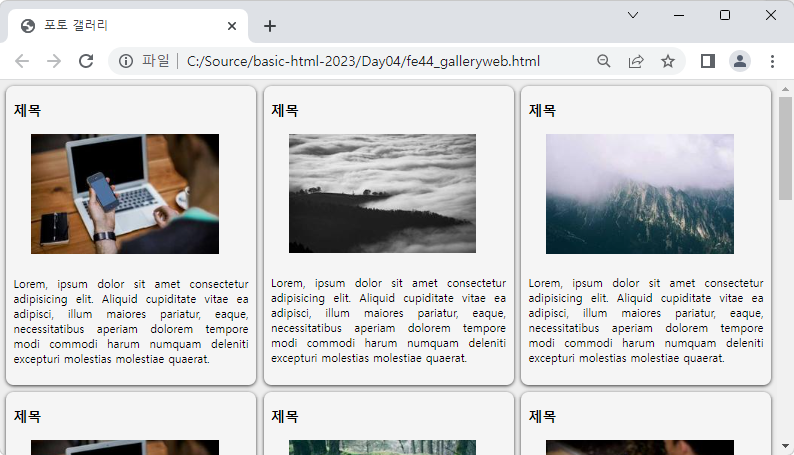 포토 갤러리
파일 C:/Source/basic-html-2023/Day04/fe44_galleryweb.html
제목
Lorem, ipsum dolor sit amet consectetur
adipisicing elit. Aliquid cupiditate vitae ea
adipisci, illum maiores pariatur, eaque,
necessitatibus aperiam dolorem tempore
modi commodi harum numquam deleniti
excepturi molestias molestiae quaerat.
제목
Lorem, ipsum dolor sit amet consectetur
adipisicing elit. Aliquid cupiditate vitae ea
adipisci, illum maiores pariatur, eaque,
necessitatibus aperiam dolorem tempore
modi commodi harum numquam deleniti
excepturi molestias molestiae quaerat.
제목
Lorem, ipsum dolor sit amet consectetur
adipisicing elit. Aliquid cupiditate vitae ea
adipisci, illum maiores pariatur, eaque,
necessitatibus aperiam dolorem tempore
modi commodi harum numquam deleniti
excepturi molestias molestiae quaerat.
제목
제목
제목